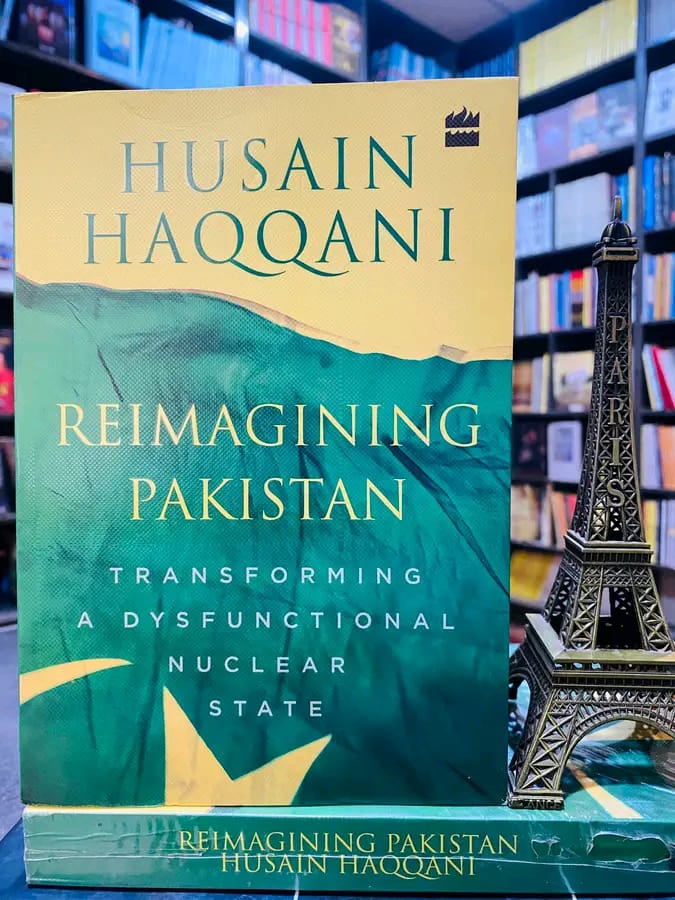 HUSAIN
HAQQANI
REIMAGINING
PAKISTAN
TRANSFORMING
A DYSFUNCTIONAL
NUCLEAR
STATE
PARIS
REIMAGINING PAKISTAN
HUSAIN HAQQANI